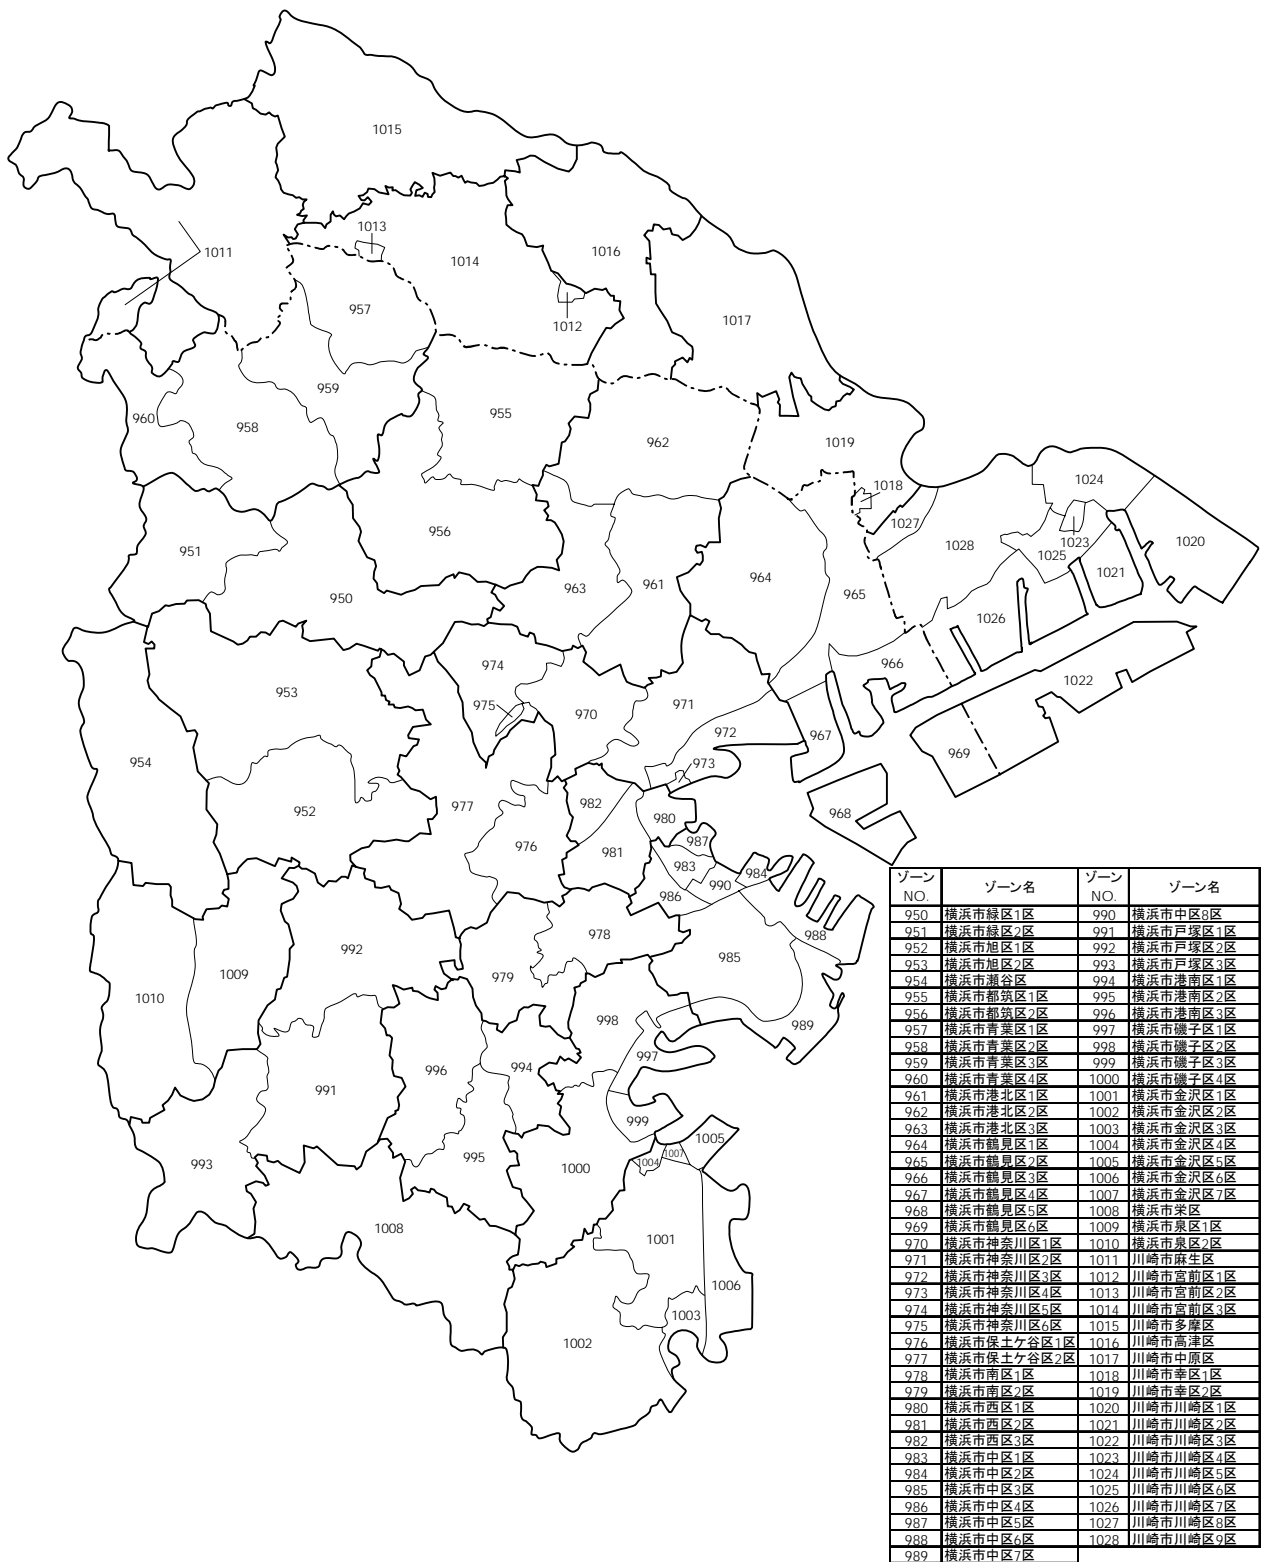 1015
1013
1011
1014
1016
957
1012
1017
959
955
960
958
962
1019
1024
1018
1027
956
1028
1023
1020
951
1025
1021
963
961
964
950
965
1026
974
966
953
1022
975
970
971
972
967
969
954
973
977
982
952
980
968
976
981
987
983
984
990
986
978
988
992
985
1009
979
1010
998
989
997
994
996
991
999
1005
995
1007
1004
993
1000
1008
1001
1006
1003
1002
ゾーンNO. ゾーン名 ゾーンNO. ゾーン名
950 横浜市緑区1区 990 横浜市中区8区
951 横浜市緑区2区 991 横浜市戸塚区1区
952 横浜市旭区1区 992 横浜市戸塚区2区
953 横浜市旭区2区 993 横浜市戸塚区3区
954 横浜市瀬谷区 994 横浜市港南区1区
955 横浜市都筑区1区 995 横浜市港南区2区
956 横浜市都筑区2区 996 横浜市港南区3区
957 横浜市青葉区1区 997 横浜市磯子区1区
958 横浜市青葉区2区 998 横浜市磯子区2区
959 横浜市青葉区3区 999 横浜市磯子区3区
960 横浜市青葉区4区 1000 横浜市磯子区4区
961 横浜市港北区1区 1001 横浜市金沢区1区
962 横浜市港北区2区 1002 横浜市金沢区2区
963 横浜市港北区3区 1003 横浜市金沢区3区
964 横浜市鶴見区1区 1004 横浜市金沢区4区
965 横浜市鶴見区2区 1005 横浜市金沢区5区
966 横浜市鶴見区3区 1006 横浜市金沢区6区
967 横浜市鶴見区4区 1007 横浜市金沢区7区
968 横浜市鶴見区5区 1008 横浜市栄区
969 横浜市鶴見区6区 1009 横浜市泉区1区
970 横浜市神奈川区1区 1010 横浜市泉区2区
971 横浜市神奈川区2区 1011 川崎市麻生区
972 横浜市神奈川区3区 1012 川崎市宮前区1区
973 横浜市神奈川区4区 1013 川崎市宮前区2区
974 横浜市神奈川区5区 1014 川崎市宮前区3区
975 横浜市神奈川区6区 1015 川崎市多摩区
976 横浜市保土ケ谷区1区 1016 川崎市高津区
977 横浜市保土ケ谷区2区 1017 川崎市中原区
978 横浜市南区1区 1018 川崎市幸区1区
979 横浜市南区2区 1019 川崎市幸区2区
980 横浜市西区1区 1020 川崎市川崎区1区
981 横浜市西区2区 1021 川崎市川崎区2区
982 横浜市西区3区 1022 川崎市川崎区3区
983 横浜市中区1区 1023 川崎市川崎区4区
984 横浜市中区2区 1024 川崎市川崎区5区
985 横浜市中区3区 1025 川崎市川崎区6区
986 横浜市中区4区 1026 川崎市川崎区7区
987 横浜市中区5区 1027 川崎市川崎区8区
988 横浜市中区6区 1028 川崎市川崎区9区
989 横浜市中区7区